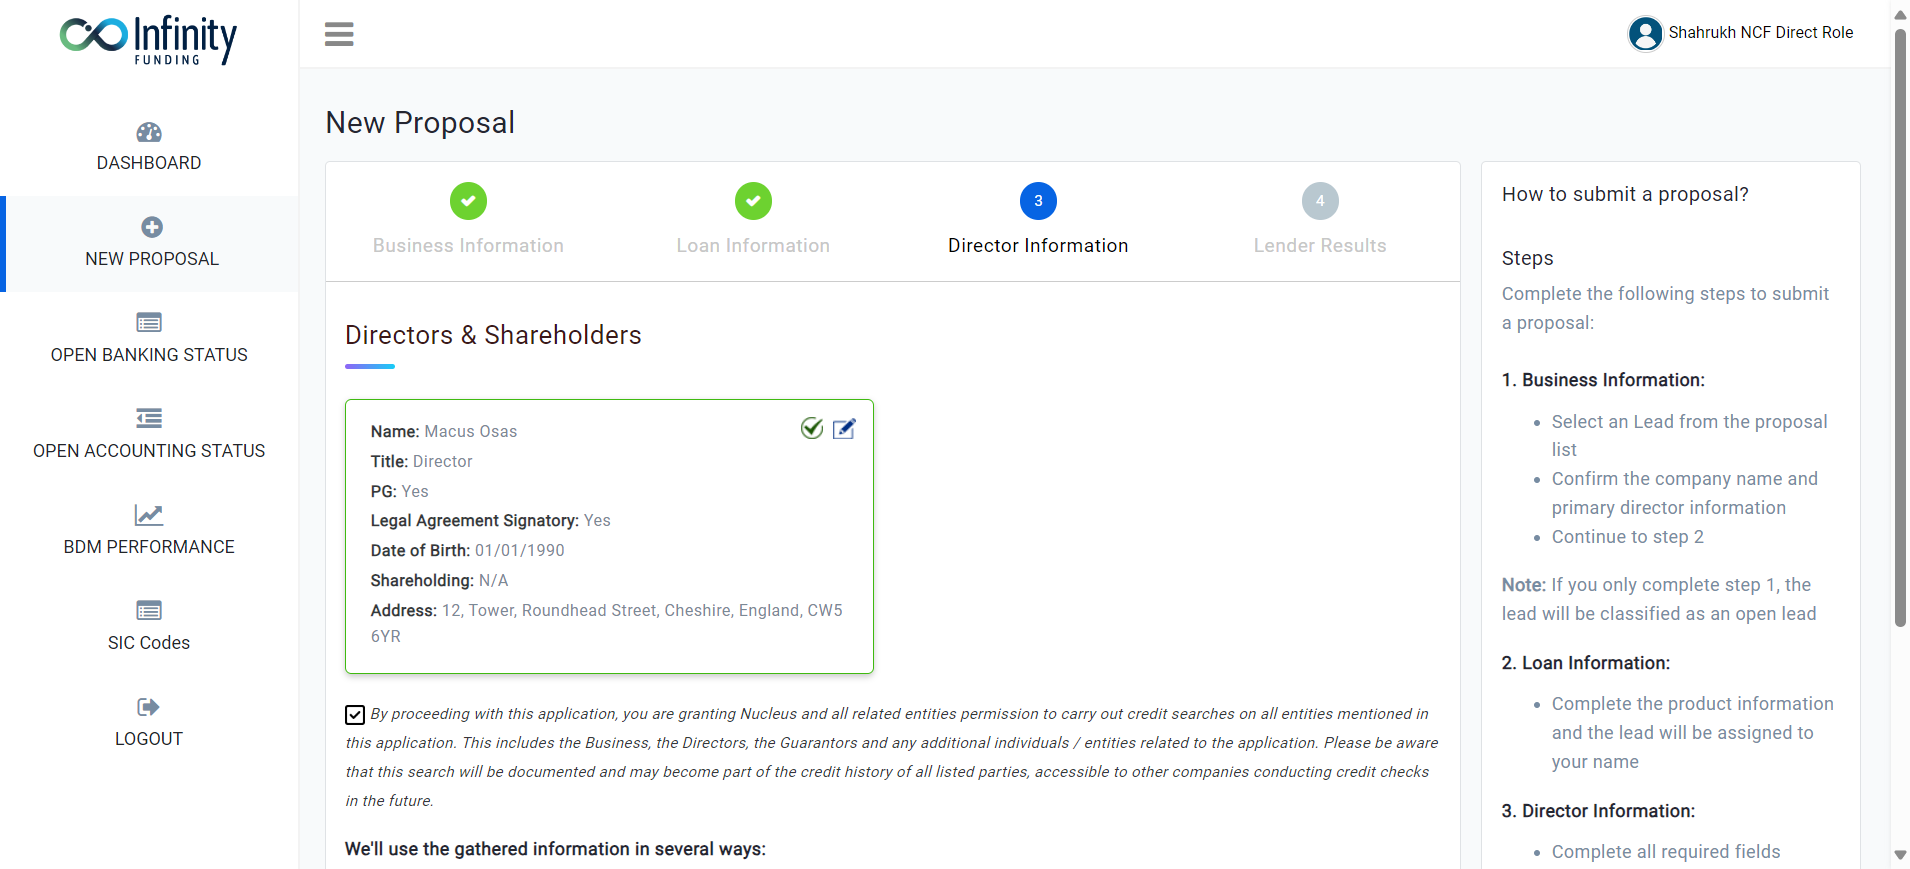 Infinity
FUNDING
Shahrukh NCF Direct Role
DASHBOARD
NEW PROPOSAL
OPEN BANKING STATUS
OPEN ACCOUNTING STATUS
BDM PERFORMANCE
SIC Codes
LOGOUT
New Proposal
Business Information
Loan Information
3
Director Information
4
Lender Results
Directors & Shareholders
Name: Macus Osas
Title: Director
PG: Yes
Legal Agreement Signatory: Yes
Date of Birth: 01/01/1990
Shareholding: N/A
Address: 12, Tower, Roundhead Street, Cheshire, England, CW5
6YR
By proceeding with this application, you are granting Nucleus and all related entities permission to carry out credit searches on all entities mentioned in
this application. This includes the Business, the Directors, the Guarantors and any additional individuals / entities related to the application. Please be aware
that this search will be documented and may become part of the credit history of all listed parties, accessible to other companies conducting credit checks
in the future.
We'll use the gathered information in several ways:
How to submit a proposal?
Steps
Complete the following steps to submit
a proposal:
1. Business Information:
• Select an Lead from the proposal
list
• Confirm the company name and
primary director information
• Continue to step 2
Note: If you only complete step 1, the
lead will be classified as an open lead
2. Loan Information:
• Complete the product information
and the lead will be assigned to
your name
3. Director Information:
• Complete all required fields